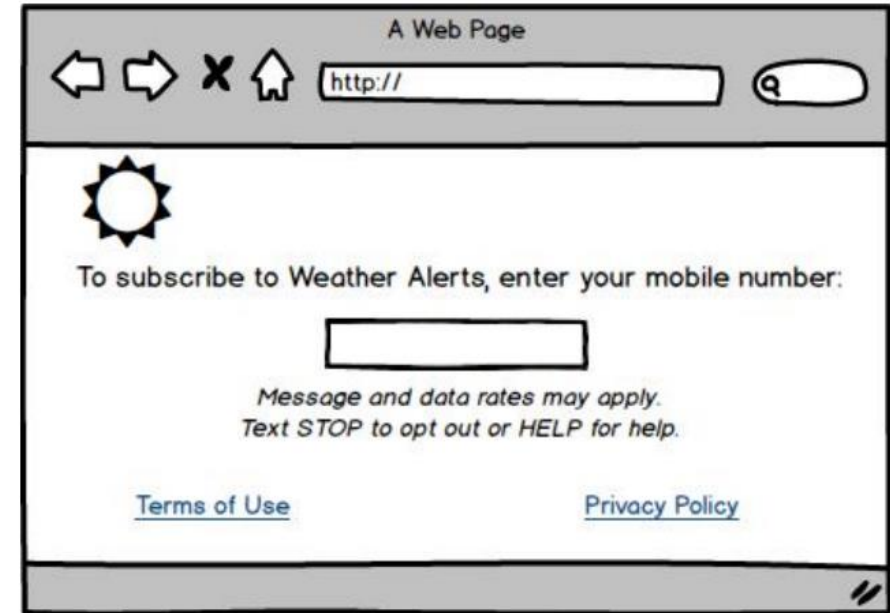 A Web Page
http://
To subscribe to Weather Alerts, enter your mobile number:
Message and data rates may apply.
Text STOP to opt out or HELP for help.
Terms of Use
Privacy Policy